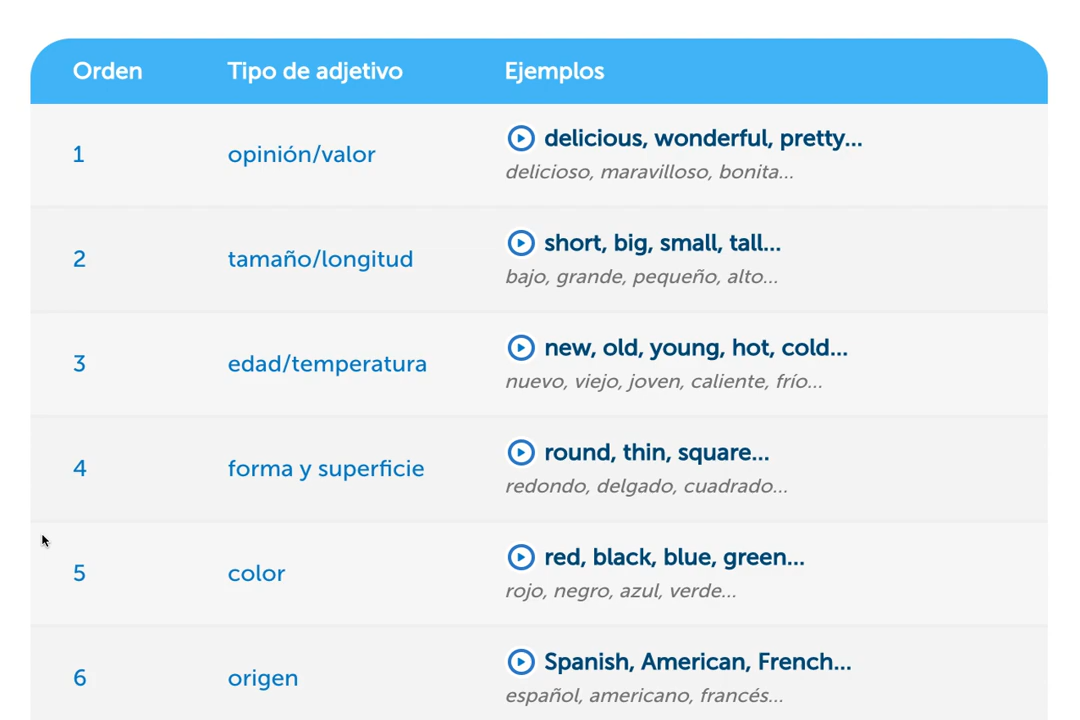 Orden Tipo de adjetivo Ejemplos
1 opinión/valor delicious, wonderful, pretty...
delicioso, maravilloso, bonita...
2 tamaño/longitud short, big, small, tall...
bajo, grande, pequeño, alto...
3 edad/temperatura new, old, young, hot, cold...
nuevo, viejo, joven, caliente, frío...
4 forma y superficie round, thin, square...
redondo, delgado, cuadrado...
5 color red, black, blue, green...
rojo, negro, azul, verde...
6 origen Spanish, American, French...
español, americano, francés...